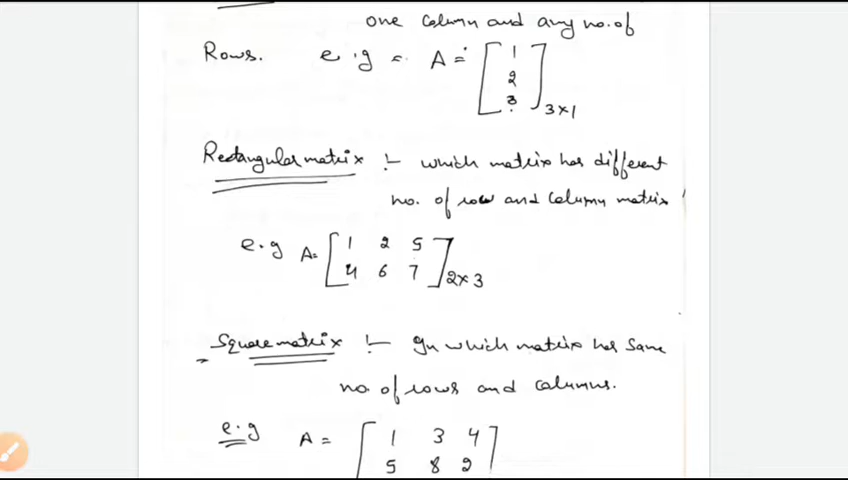 one column and any no. of
Rows. e.g = A = [ 1
2
3 ] 3×1
Rectangular matrix :- which matrix has different
no. of row and column matrix
e.g A= [ 1 2 5
4 6 7 ] 2×3
Square matrix :- In which matrix has same
no. of rows and columns.
e.g A = [ 1 3 4
5 8 2 ]